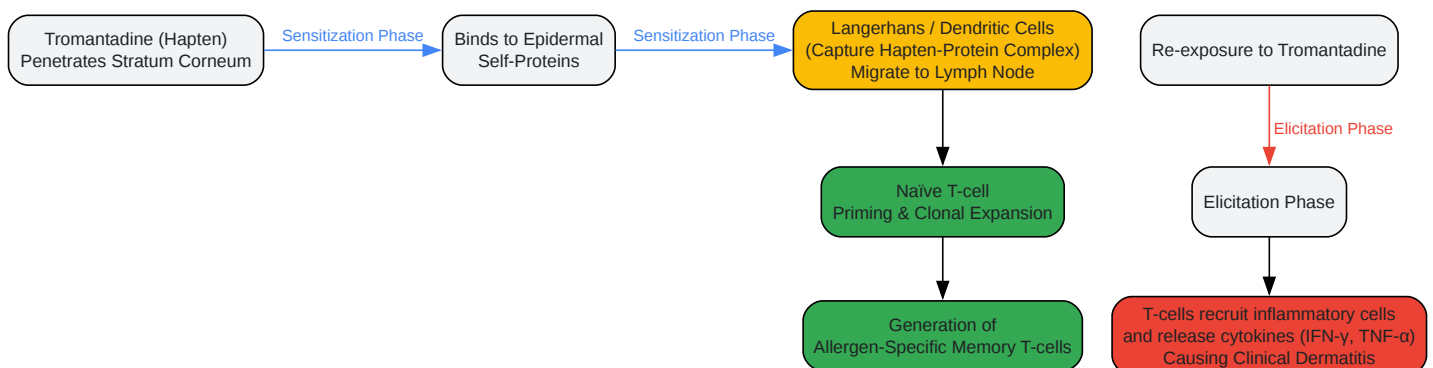 Tromantadine (Hapten)
Penetrates Stratum Corneum
Sensitization Phase
Binds to Epidermal
Self-Proteins
Sensitization Phase
Langerhans / Dendritic Cells
(Capture Hapten-Protein Complex)
Migrate to Lymph Node
Re-exposure to Tromantadine
Elicitation Phase
Naïve T-cell
Priming & Clonal Expansion
Elicitation Phase
Generation of
Allergen-Specific Memory T-cells
T-cells recruit inflammatory cells
and release cytokines (IFN-γ, TNF-α)
Causing Clinical Dermatitis